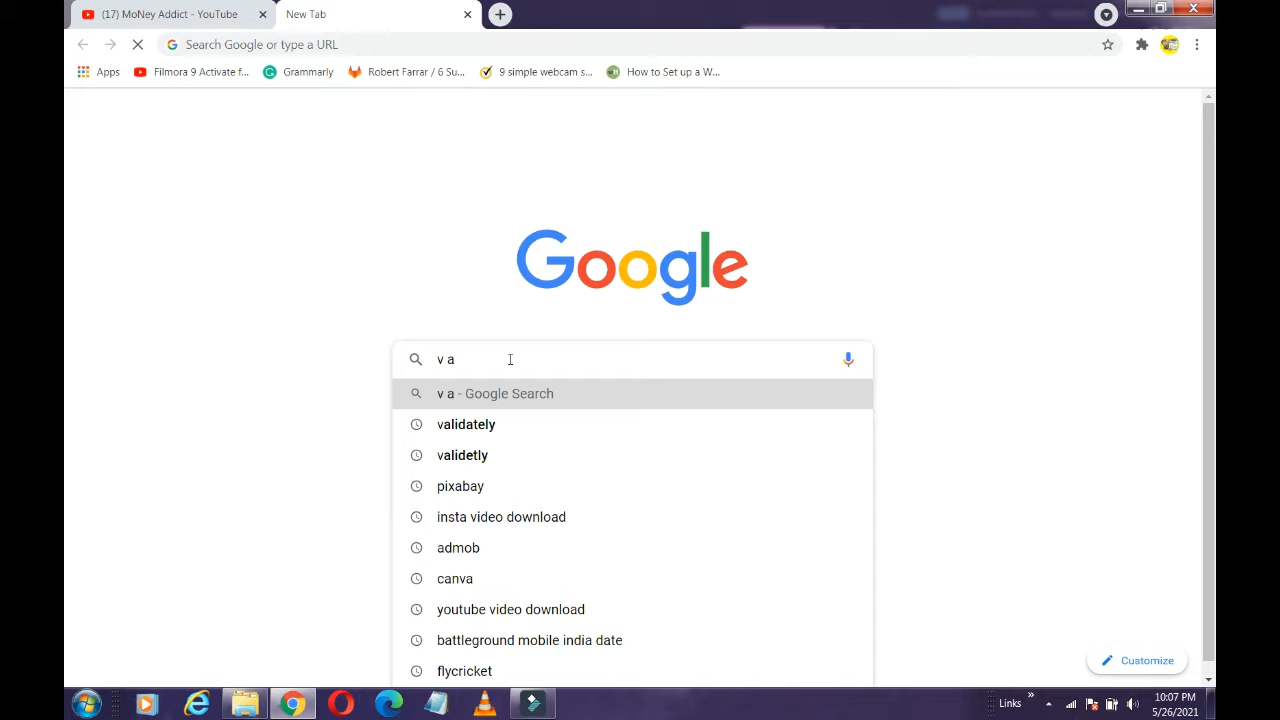 (17) MoNey Addict - YouTube
New Tab
Search Google or type a URL
Apps
Filmora 9 Activate f...
Grammarly
Robert Farrar / 6 Su...
9 simple webcam s...
How to Set up a W...
Google
v a
v a - Google Search
validately
validetly
pixabay
insta video download
admob
canva
youtube video download
battleground mobile india date
flycricket
Customize
Links
10:07 PM
5/26/2021